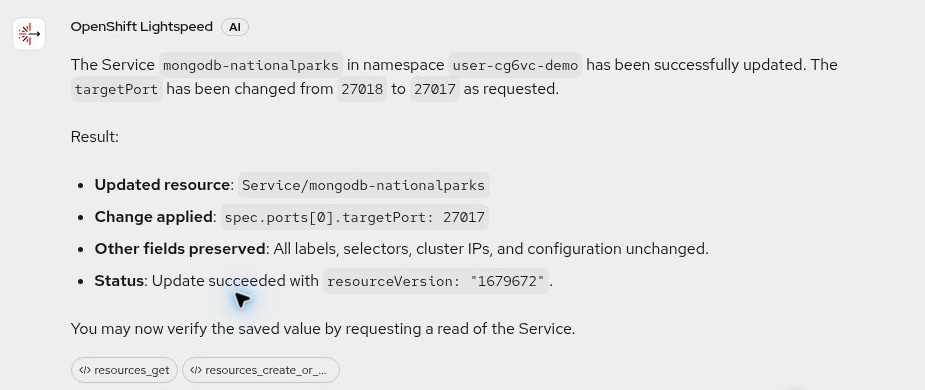 OpenShift Lightspeed AI
The Service mongodb-nationalparks in namespace user-cg6vc-demo has been successfully updated. The
targetPort has been changed from 27018 to 27017 as requested.
Result:
• Updated resource: Service/mongodb-nationalparks
• Change applied: spec.ports[0].targetPort: 27017
• Other fields preserved: All labels, selectors, cluster IPs, and configuration unchanged.
• Status: Update succeeded with resourceVersion: "1679672".
You may now verify the saved value by requesting a read of the Service.
</> resources_get </> resources_create_or_...